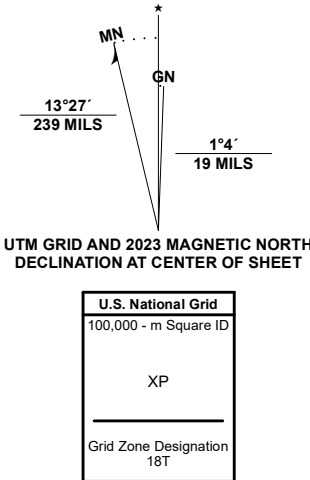 MN
GN
13°27´
239 MILS
1°4´
19 MILS
UTM GRID AND 2023 MAGNETIC NORTH
DECLINATION AT CENTER OF SHEET
U.S. National Grid
100,000 - m Square ID
XP
Grid Zone Designation
18T